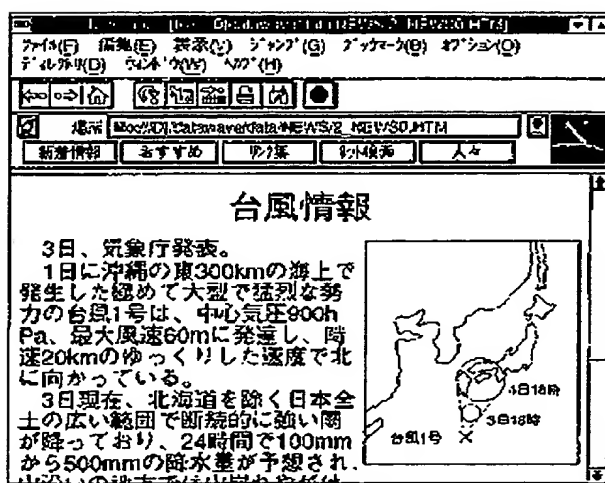 ファイル(F) 編集(E) 表示(V) ジャンプ(G) ブックマーク(B) オプション(O)
ディレクトリ(D) ウィンドウ(W) ヘルプ(H)
場所
新着情報 おすすめ リンク集 ネット検索 人々
台風情報
3日、気象庁発表。
1日に沖縄の東300kmの海上で
発生した極めて大型で猛烈な勢
力の台風1号は、中心気圧900h
Pa、最大風速60mに発達し、時
速20kmのゆっくりした速度で北
に向かっている。
3日現在、北海道を除く日本全
土の広い範囲で断続的に強い雨
が降っており、24時間で100mm
から500mmの降水量が予想され、
4日18時
3日18時
台風1号